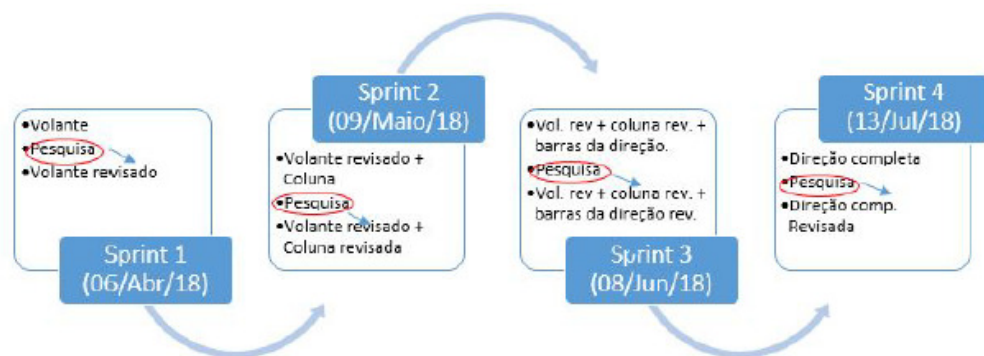 •Volante
•Pesquisa
•Volante revisado
Sprint 1
(06/Abr/18)
Sprint 2
(09/Maio/18)
•Volante revisado +
Coluna
•Pesquisa
•Volante revisado +
Coluna revisada
•Vol. rev + coluna rev. +
barras da direção.
•Pesquisa
•Vol. rev + coluna rev. +
barras da direção rev.
Sprint 3
(08/Jun/18)
Sprint 4
(13/Jul/18)
•Direção completa
•Pesquisa
•Direção comp.
Revisada